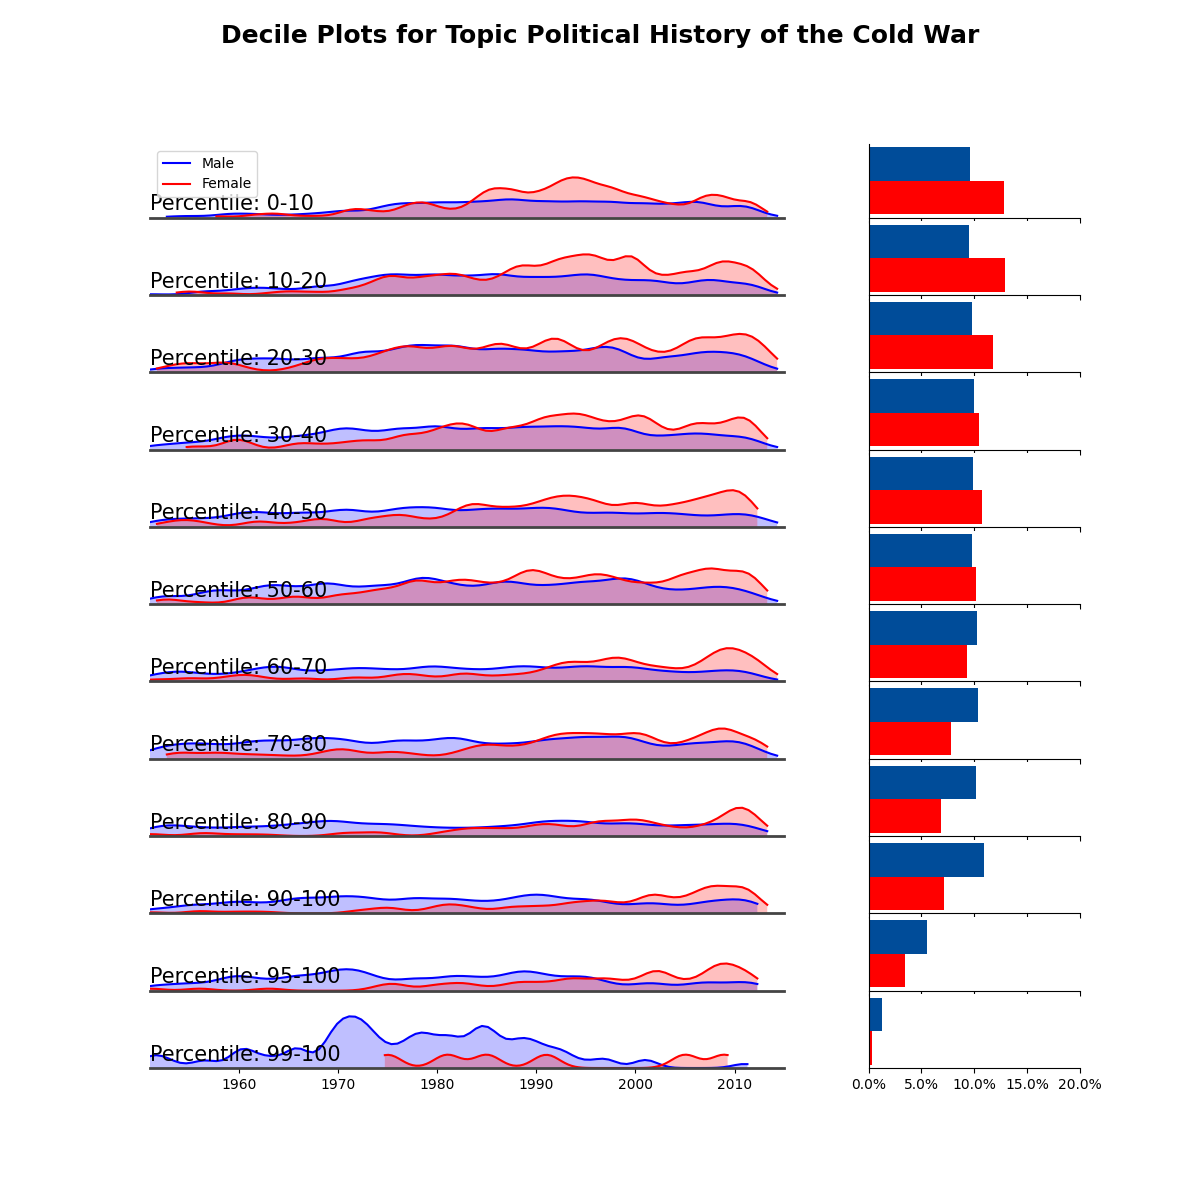 Decile Plots for Topic Political History of the Cold War
Male
Female
Percentile: 0-10
Percentile: 10-20
Percentile: 20-30
Percentile: 30-40
Percentile: 40-50
Percentile: 50-60
Percentile: 60-70
Percentile: 70-80
Percentile: 80-90
Percentile: 90-100
Percentile: 95-100
Percentile: 99-100
1960 1970 1980 1990 2000 2010
0.0% 5.0% 10.0% 15.0% 20.0%